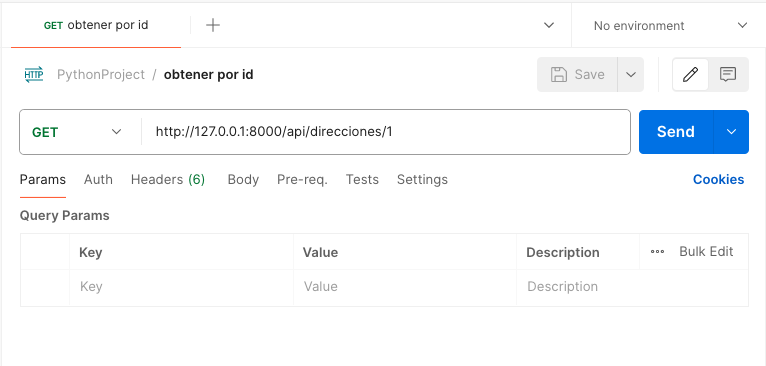 GET obtener por id
No environment
HTTP PythonProject / obtener por id Save
GET http://127.0.0.1:8000/api/direcciones/1 Send
Params Auth Headers (6) Body Pre-req. Tests Settings Cookies
Query Params
Key Value Description ••• Bulk Edit
Key Value Description